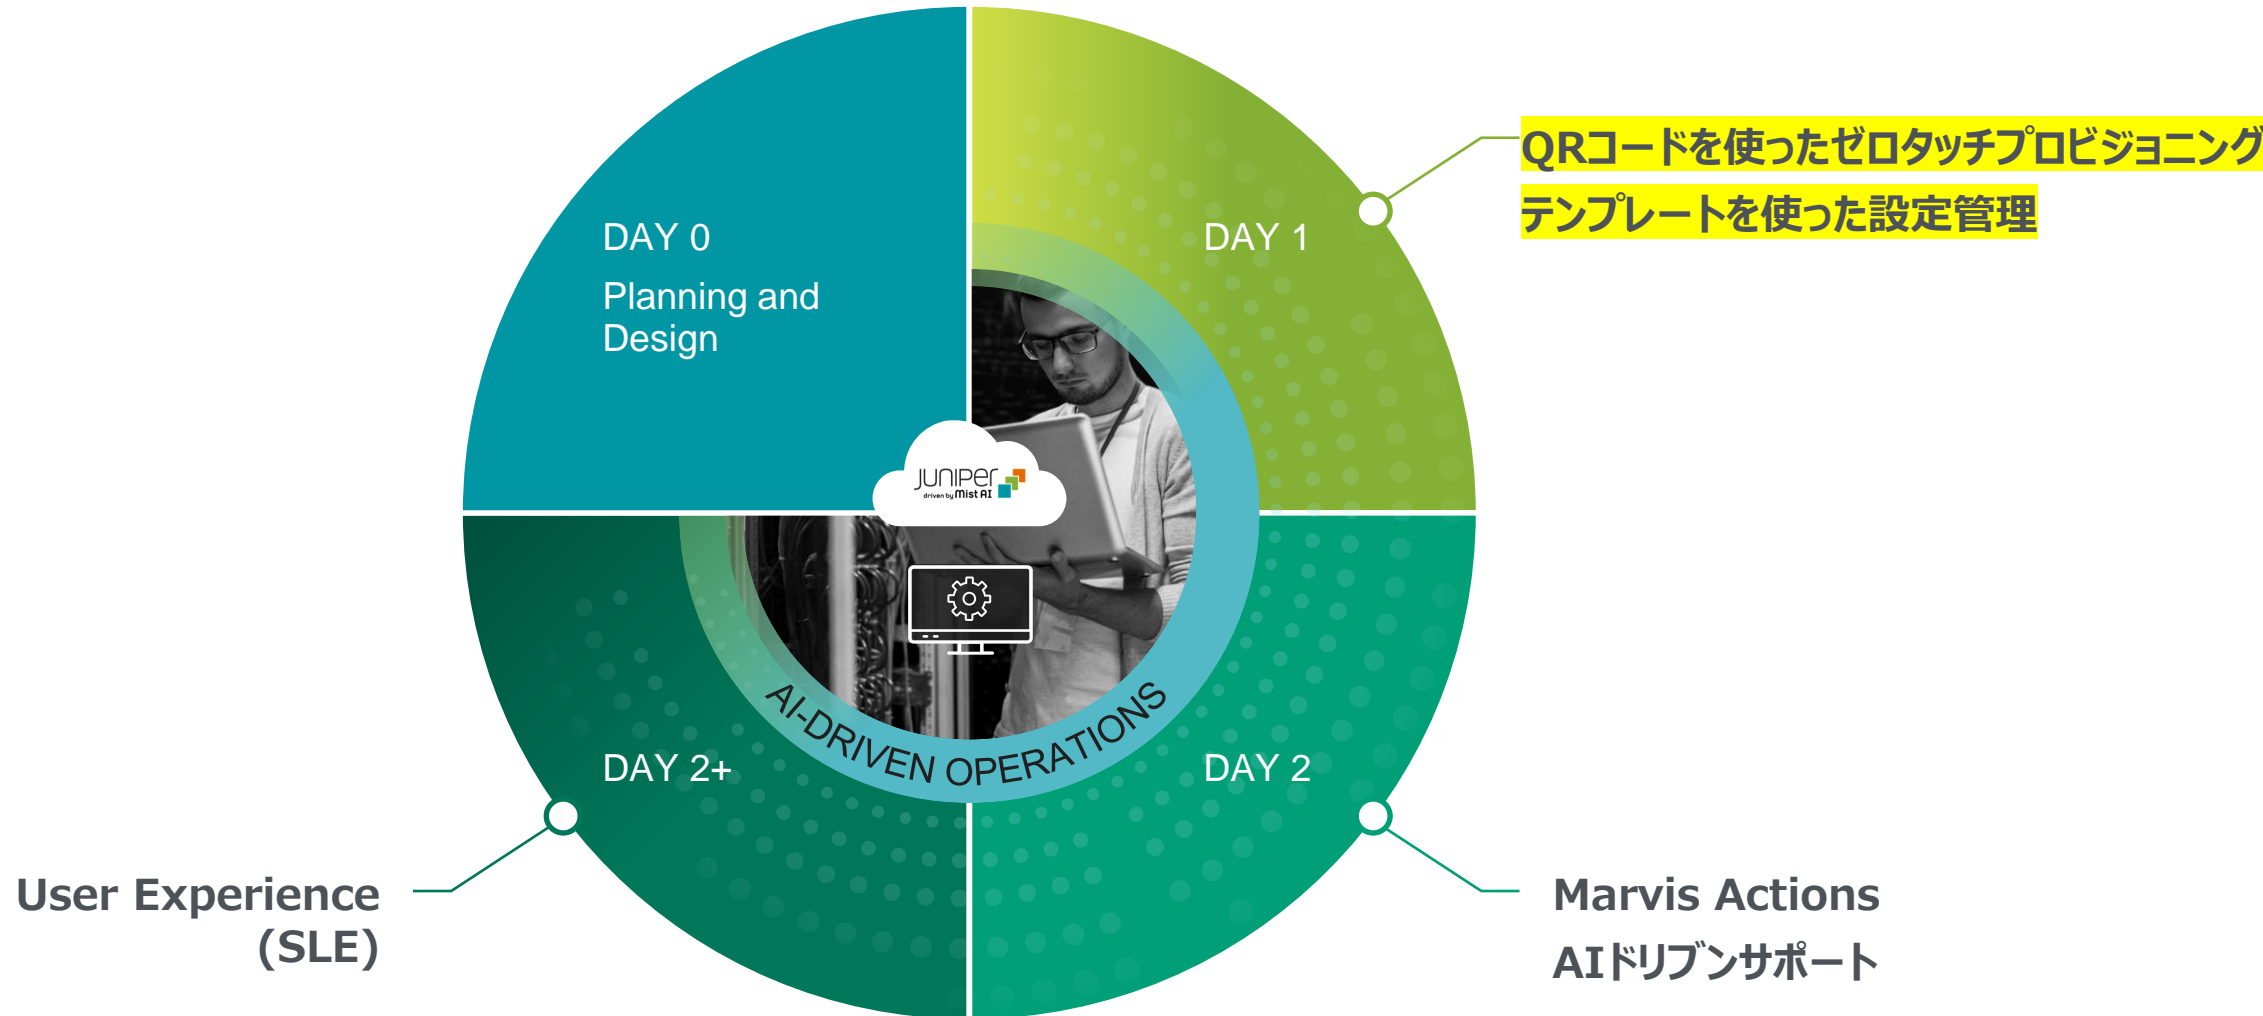 DAY 0
Planning and
Design
DAY 1
QRコードを使ったゼロタッチプロビジョニング
テンプレートを使った設定管理
JUNIPER
driven by Mist AI
AI-DRIVEN OPERATIONS
DAY 2+
DAY 2
User Experience
(SLE)
Marvis Actions
AIドリブンサポート